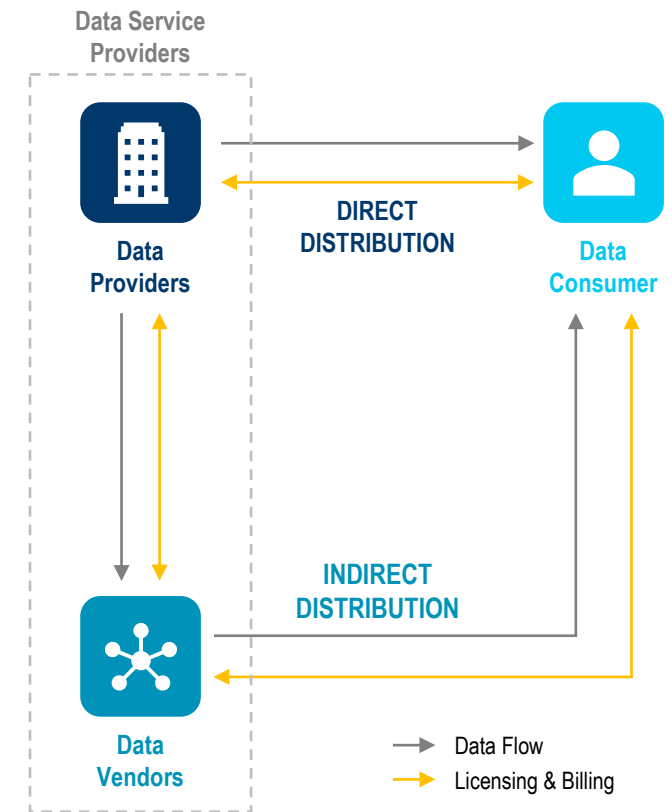 Data Service
Providers
DIRECT
DISTRIBUTION
Data
Providers
Data
Consumer
INDIRECT
DISTRIBUTION
Data
Vendors
Data Flow
Licensing & Billing